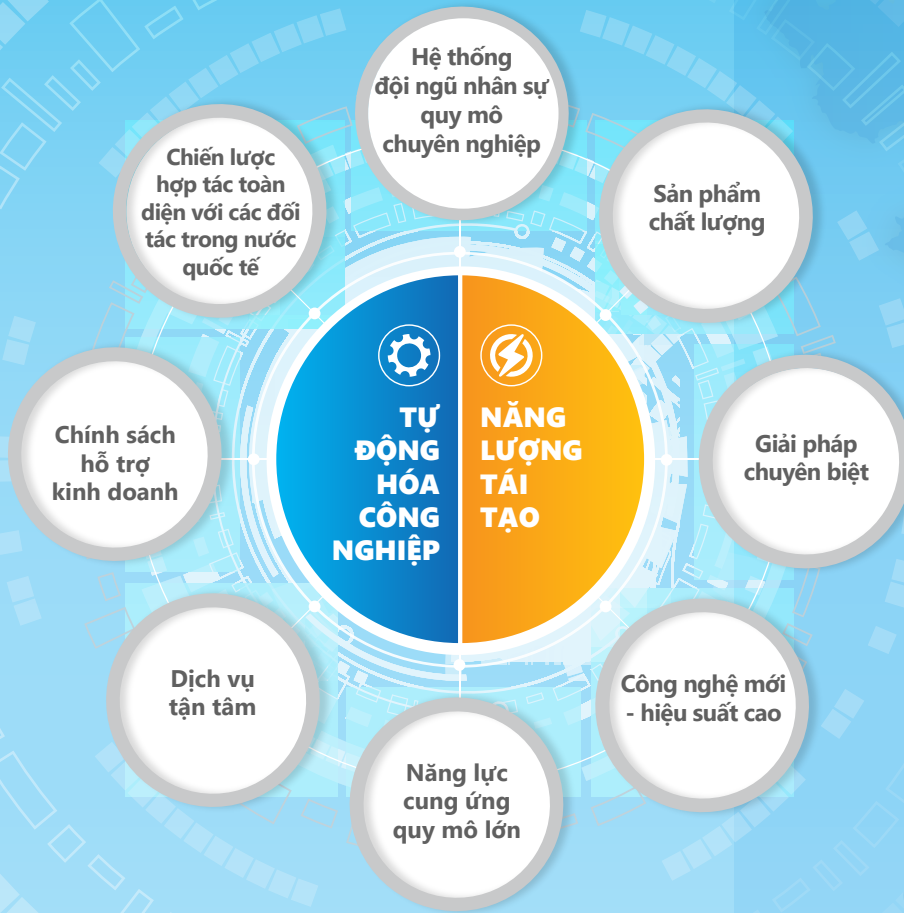 Hệ thống
đội ngũ nhân sự
quy mô
chuyên nghiệp
Chiến lược
hợp tác toàn
diện với các đối
tác trong nước
quốc tế
Sản phẩm
chất lượng
TỰ
ĐỘNG
HÓA
CÔNG
NGHIỆP
NĂNG
LƯỢNG
TÁI
TẠO
Chính sách
hỗ trợ
kinh doanh
Giải pháp
chuyên biệt
Dịch vụ
tận tâm
Công nghệ mới
- hiệu suất cao
Năng lực
cung ứng
quy mô lớn